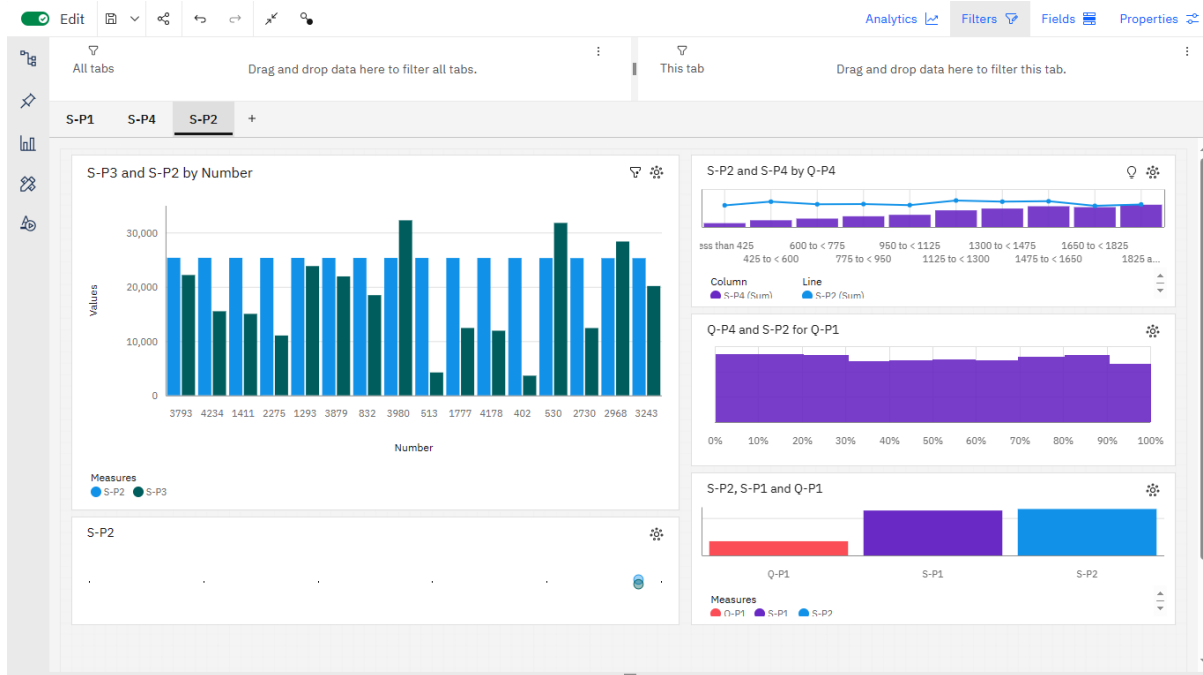 Edit
Analytics
Filters
Fields
Properties
All tabs
Drag and drop data here to filter all tabs.
This tab
Drag and drop data here to filter this tab.
S-P1 S-P4 S-P2 +
S-P3 and S-P2 by Number
30,000
20,000
10,000
0
Values
3793 4234 1411 2275 1293 3879 832 3980 513 1777 4178 402 530 2730 2968 3243
Number
Measures
S-P2 S-P3
S-P2
S-P2 and S-P4 by Q-P4
ess than 425 600 to < 775 950 to < 1125 1300 to < 1475 1650 to < 1825
425 to < 600 775 to < 950 1125 to < 1300 1475 to < 1650 1825 a...
Column Line
S-P4 (Sum) S-P2 (Sum)
Q-P4 and S-P2 for Q-P1
0% 10% 20% 30% 40% 50% 60% 70% 80% 90% 100%
S-P2, S-P1 and Q-P1
Q-P1 S-P1 S-P2
Measures
Q-P1 S-P1 S-P2